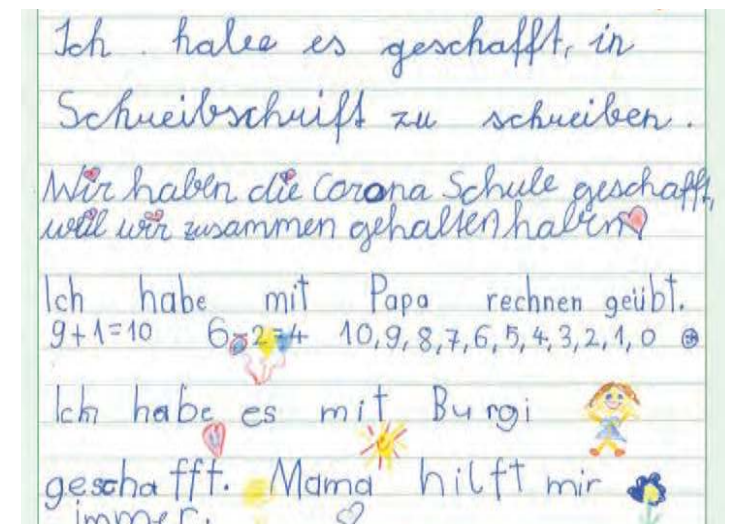 Ich habe es geschafft, in
Schreibschrift zu schreiben.
Wir haben die Corona Schule geschafft,
weil wir zusammen gehalten haben
Ich habe mit Papa rechnen geübt.
9+1=10 6-2=4 10,9,8,7,6,5,4,3,2,1,0
Ich habe es mit Burgi
geschafft. Mama hilft mir
immer.